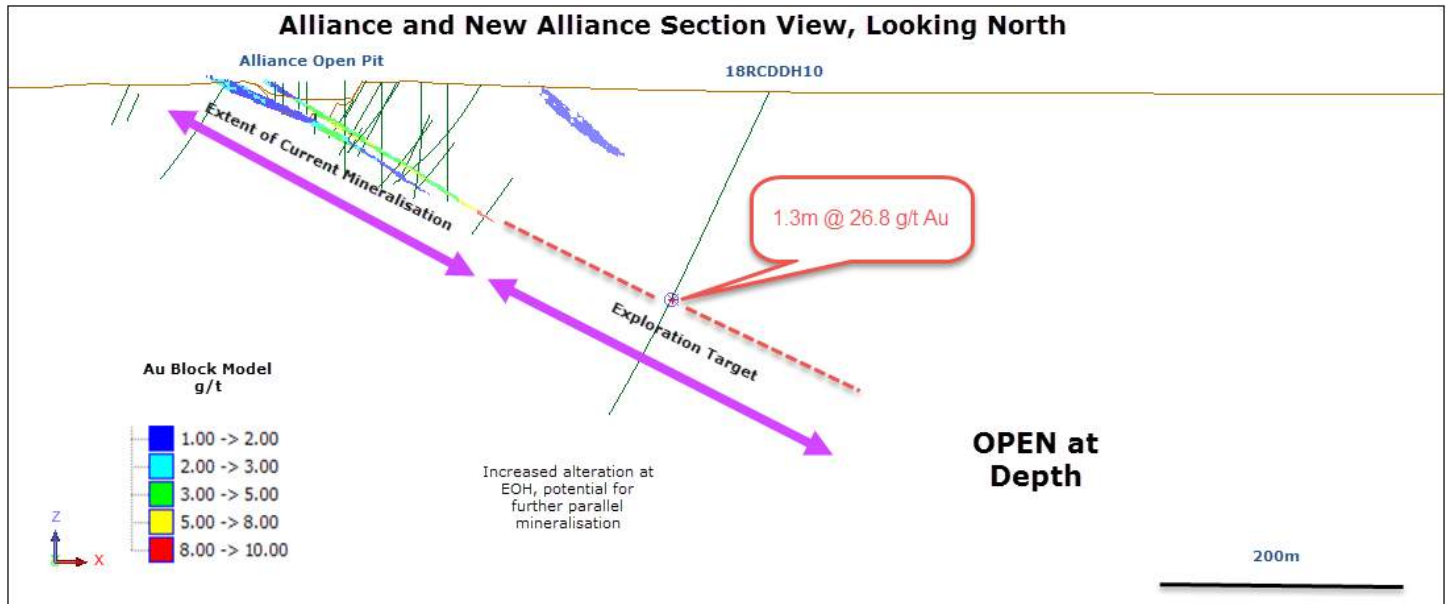 Alliance and New Alliance Section View, Looking North
Alliance Open Pit
18RCDDH10
Extent of Current Mineralisation
1.3m @ 26.8 g/t Au
Exploration Target
Au Block Model
g/t
1.00 -> 2.00
2.00 -> 3.00
3.00 -> 5.00
5.00 -> 8.00
8.00 -> 10.00
Increased alteration at
EOH, potential for
further parallel
mineralisation
OPEN at
Depth
Z
X
200m